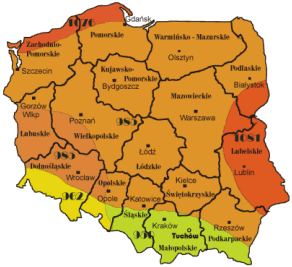 1076
Gdańsk
Pomorskie
Zachodnio-
Pomorskie
Szczecin
Warmińsko - Mazurskie
Olsztyn
Podlaskie
Białystok
Kujawsko-
Pomorskie
Bydgoszcz
Gorzów
Wlkp
Mazowieckie
Warszawa
Poznań
985
Lubuskie
Wielkopolskie
1081
Łódź
Łódzkie
Lubelskie
Lublin
985
Dolnośląskie
Wrocław
Opolskie
Opole
Kielce
Świętokrzyskie
962
Katowice
Śląskie
Kraków
Rzeszów
Tuchów
Podkarpackie
Małopolskie